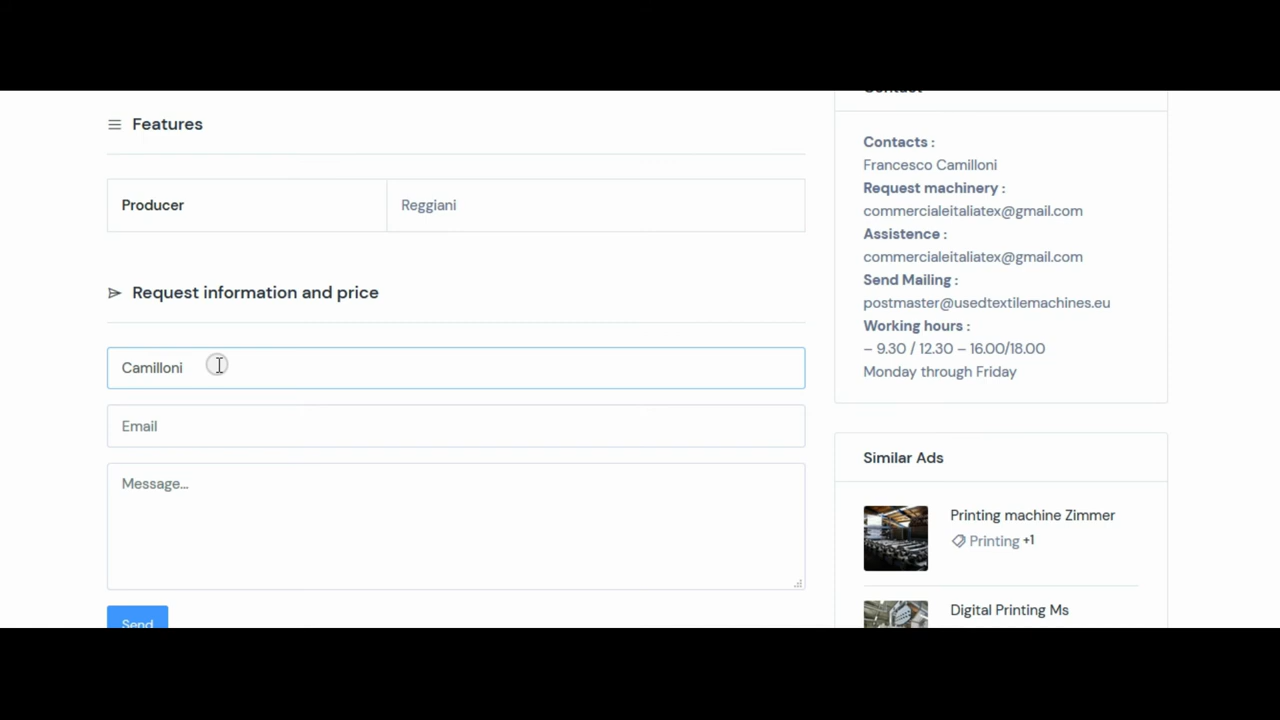 Features
Producer
Reggiani
Request information and price
Camilloni
Email
Message...
Send
Contact
Contacts :
Francesco Camilloni
Request machinery :
commercialeitaliatex@gmail.com
Assistence :
commercialeitaliatex@gmail.com
Send Mailing :
postmaster@usedtextilemachines.eu
Working hours :
– 9.30 / 12.30 – 16.00/18.00
Monday through Friday
Similar Ads
Printing machine Zimmer
Printing +1
Digital Printing Ms